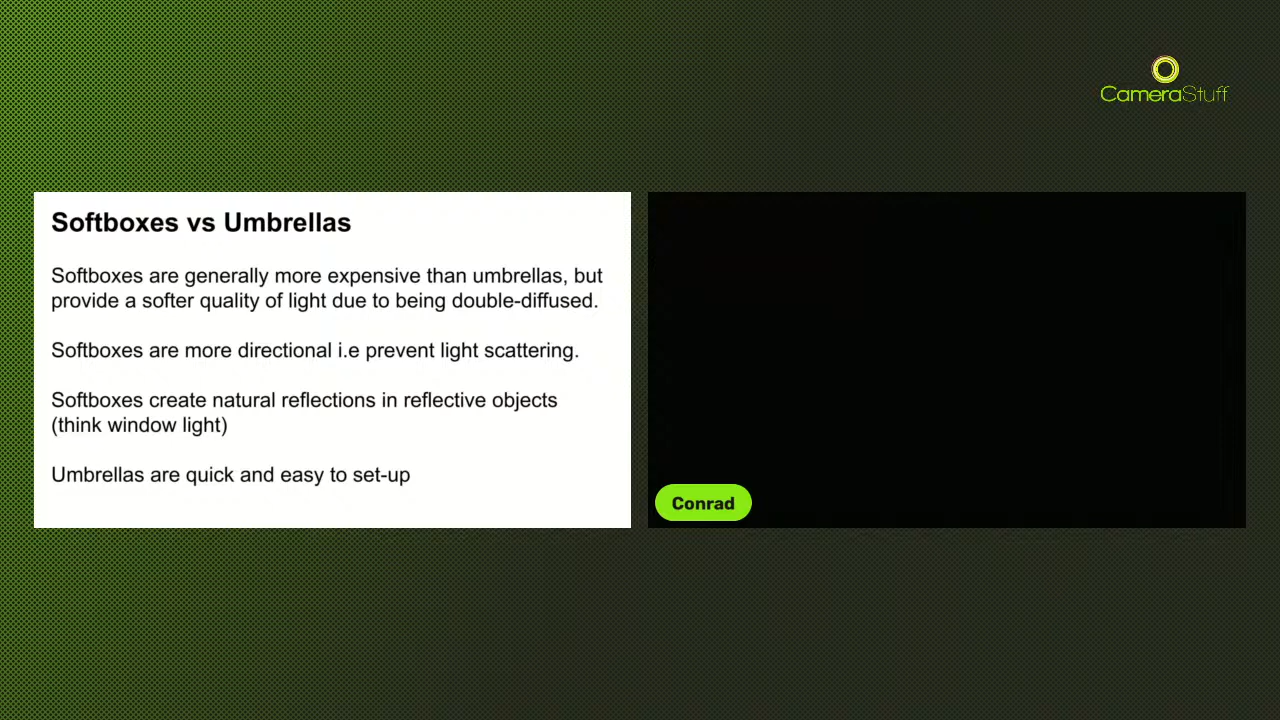 CameraStuff
Softboxes vs Umbrellas
Softboxes are generally more expensive than umbrellas, but
provide a softer quality of light due to being double-diffused.
Softboxes are more directional i.e prevent light scattering.
Softboxes create natural reflections in reflective objects
(think window light)
Umbrellas are quick and easy to set-up
Conrad